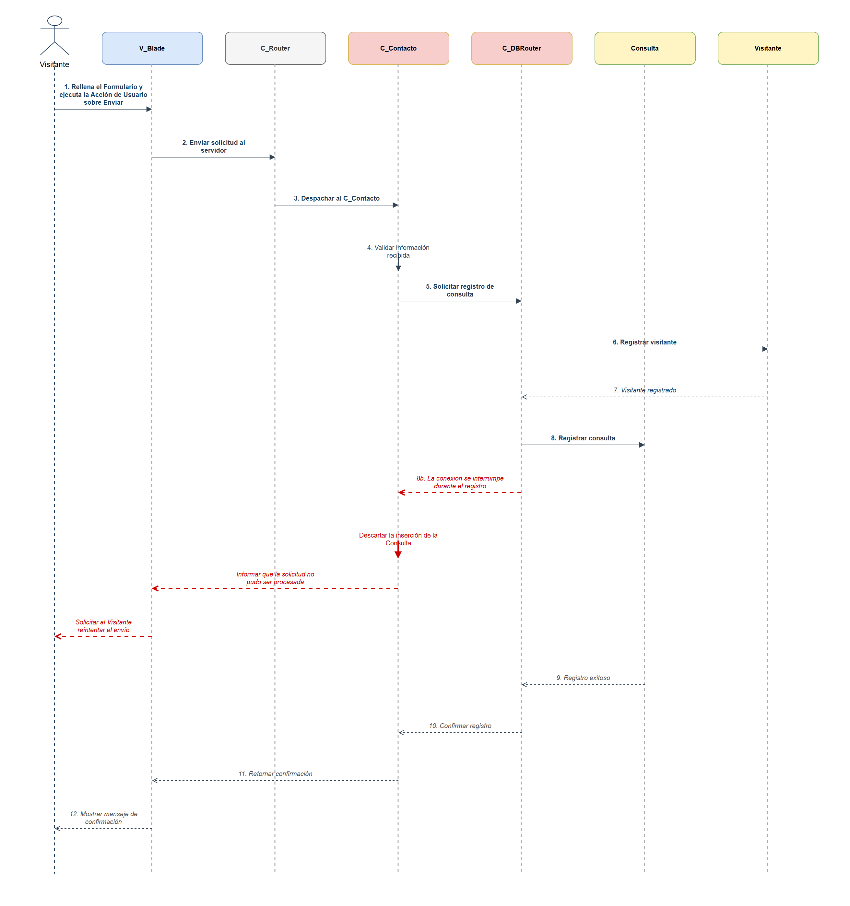 V_Blade
C_Router
C_Contacto
C_DBRouter
Consulta
Visitante
Visitante
1. Rellena el Formulario y
ejecuta la Acción de Usuario
sobre Enviar
2. Enviar solicitud al
servidor
3. Despachar al C_Contacto
4. Validar información
recibida
5. Solicitar registro de
consulta
6. Registrar visitante
7. Visitante registrado
8. Registrar consulta
8b. La conexión se interrumpe
durante el registro
Descartar la inserción de la
Consulta
Informar que la solicitud no
pudo ser procesada
Solicitar al Visitante
reintentar el envío
9. Registro exitoso
10. Confirmar registro
11. Retornar confirmación
12. Mostrar mensaje de
confirmación